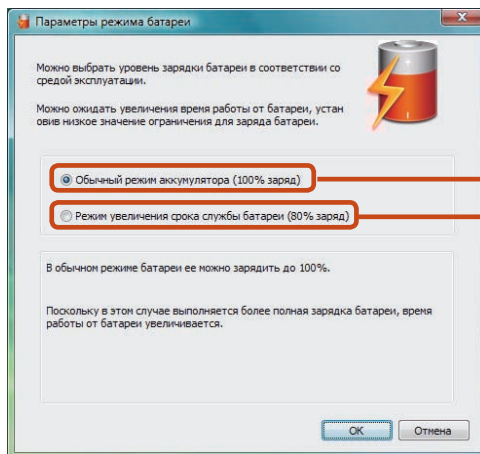 Параметры режима батареи
Можно выбрать уровень зарядки батареи в соответствии со
средой эксплуатации.
Можно ожидать увеличения время работы от батареи, устан
овив низкое значение ограничения для заряда батареи.
Обычный режим аккумулятора (100% заряд)
Режим увеличения срока службы батареи (80% заряд)
В обычном режиме батареи ее можно зарядить до 100%.
Поскольку в этом случае выполняется более полная зарядка батареи, время
работы от батареи увеличивается.
OK
Отмена